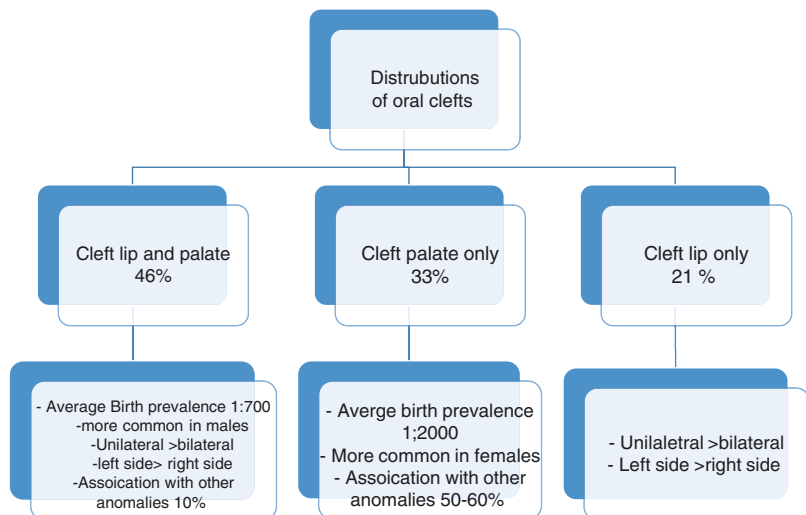 Distrubutions
of oral clefts
Cleft lip and palate
46%
Cleft palate only
33%
Cleft lip only
21 %
- Average Birth prevalence 1:700
-more common in males
-Unilateral >bilateral
-left side> right side
-Assoication with other
anomalies 10%
- Averge birth prevalence
1;2000
- More common in females
- Assoication with other
anomalies 50-60%
- Unilaletral >bilateral
- Left side >right side